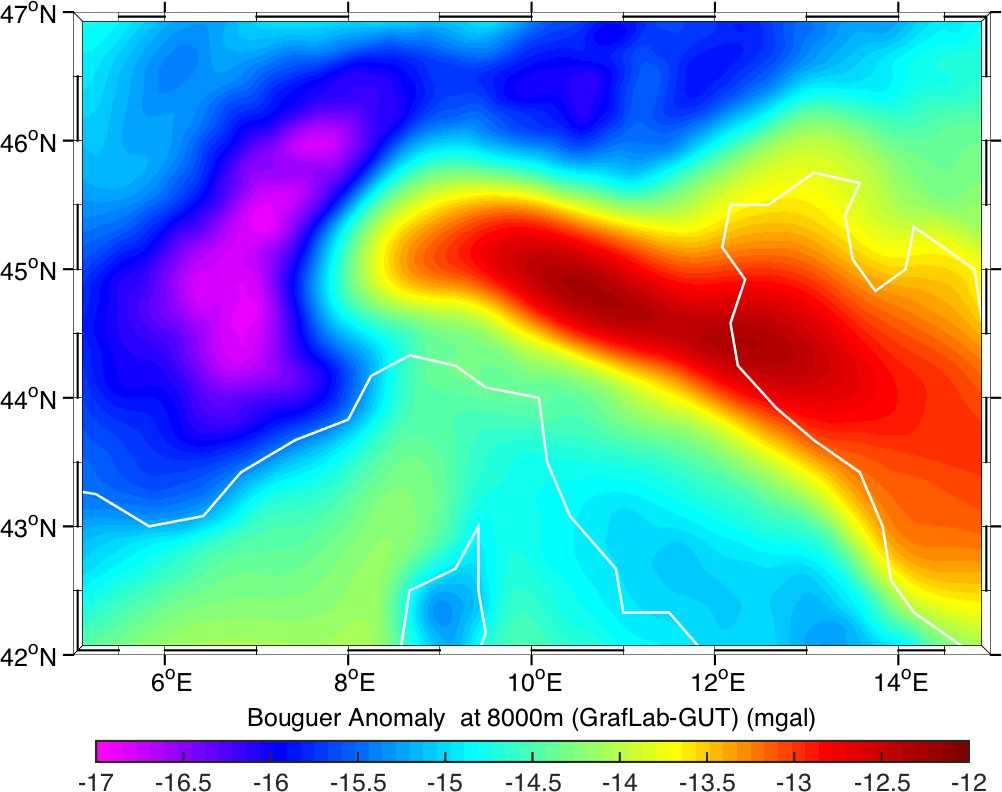 47°N
46°N
45°N
44°N
43°N
42°N
6°E 8°E 10°E 12°E 14°E
Bouguer Anomaly at 8000m (GrafLab-GUT) (mgal)
-17 -16.5 -16 -15.5 -15 -14.5 -14 -13.5 -13 -12.5 -12